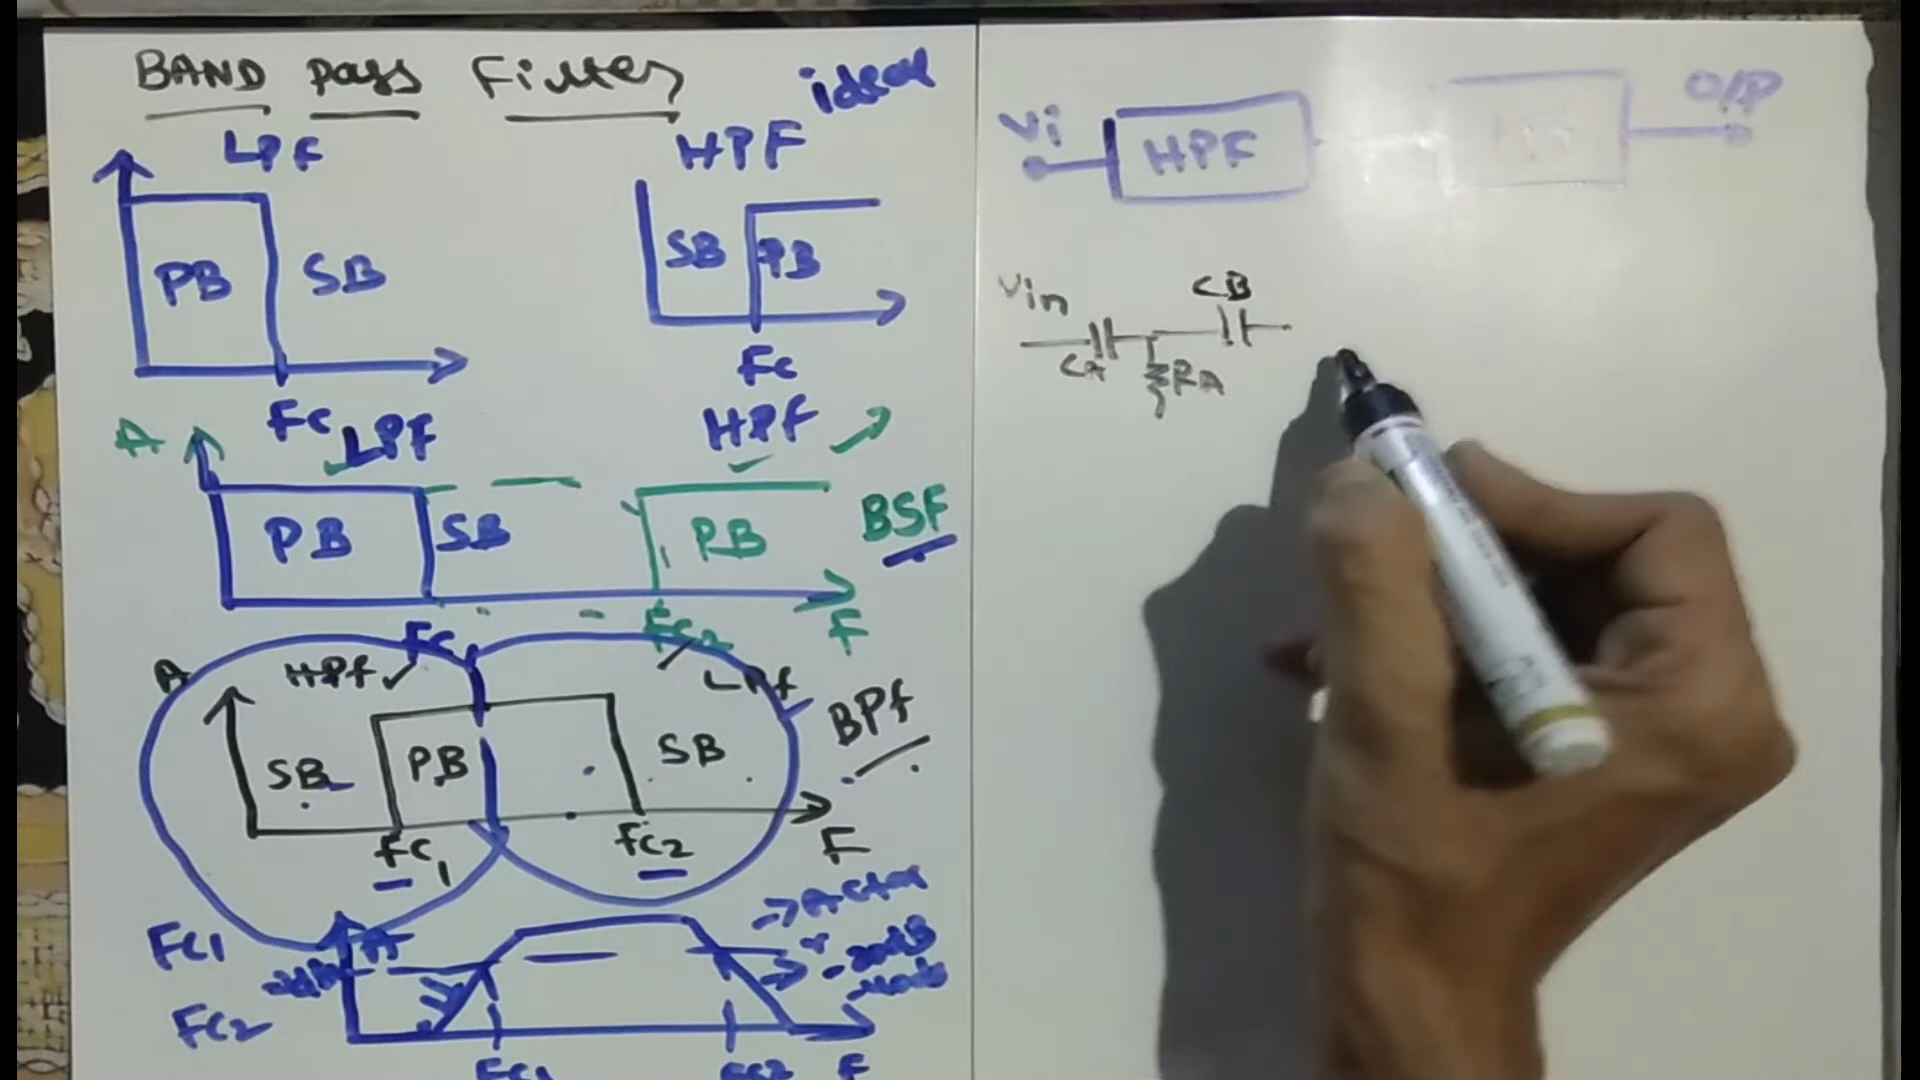 BAND Pass Filter
ideal
LPF
HPF
PB
SB
SB
PB
Fc
Fc
LPF
HPF
A
PB
SB
PB
BSF
Fc1
Fc2
F
A
HPf
LPf
BPf
SB
PB
SB
fc1
fc2
F
Fc1
Fc2
Fc1
F
Vi
HPF
O/P
Vin
CA
RA
CB